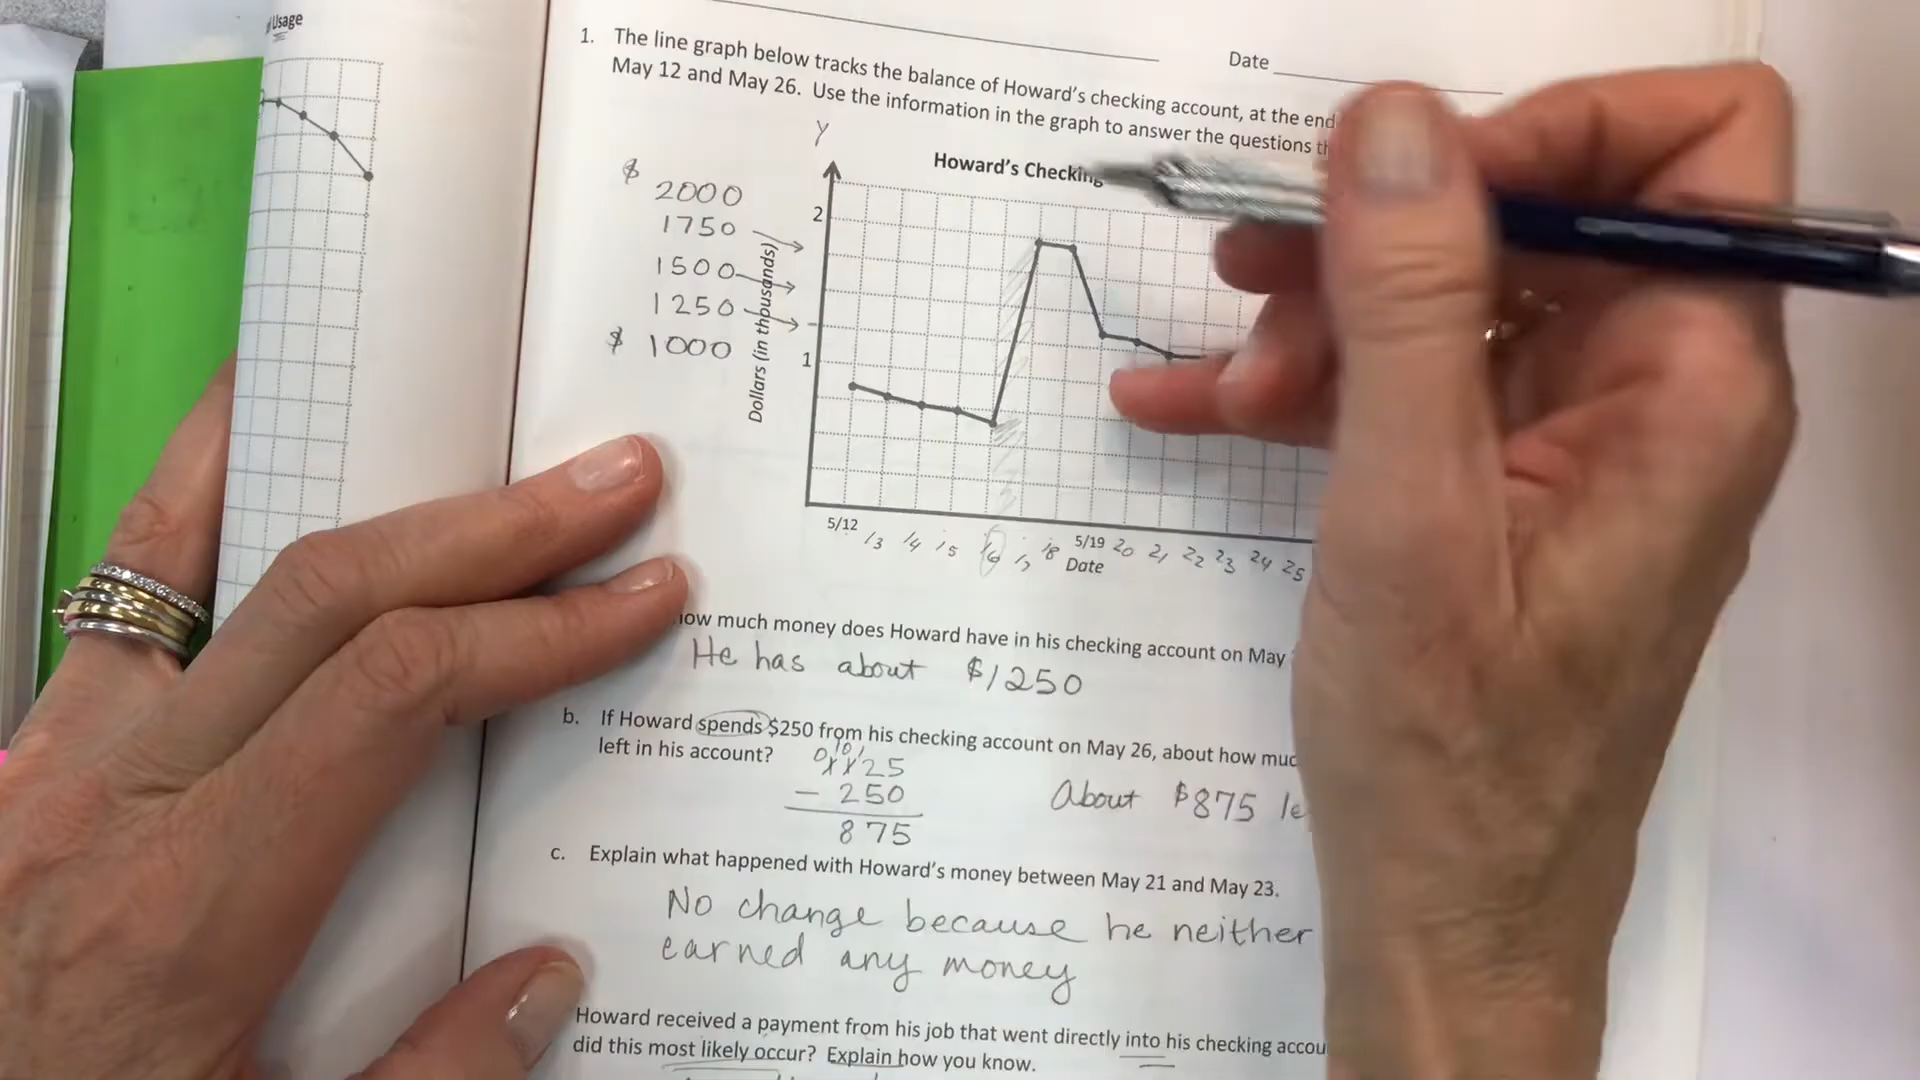 Usage
Date
1. The line graph below tracks the balance of Howard's checking account, at the end
May 12 and May 26. Use the information in the graph to answer the questions
Y
Howard's Checking
$ 2000
1750
1500
1250
$ 1000
Dollars (in thousands)
2
1
5/12 13 14 15 16 17 18 5/19 20 21 22 23 24 25
Date
how much money does Howard have in his checking account on May
He has about $1250
b. If Howard spends $250 from his checking account on May 26, about how muc
left in his account?
0 10 1
1125
- 250
875
About $875 le
c. Explain what happened with Howard's money between May 21 and May 23.
No change because he neither
earned any money
Howard received a payment from his job that went directly into his checking accou
did this most likely occur? Explain how you know.